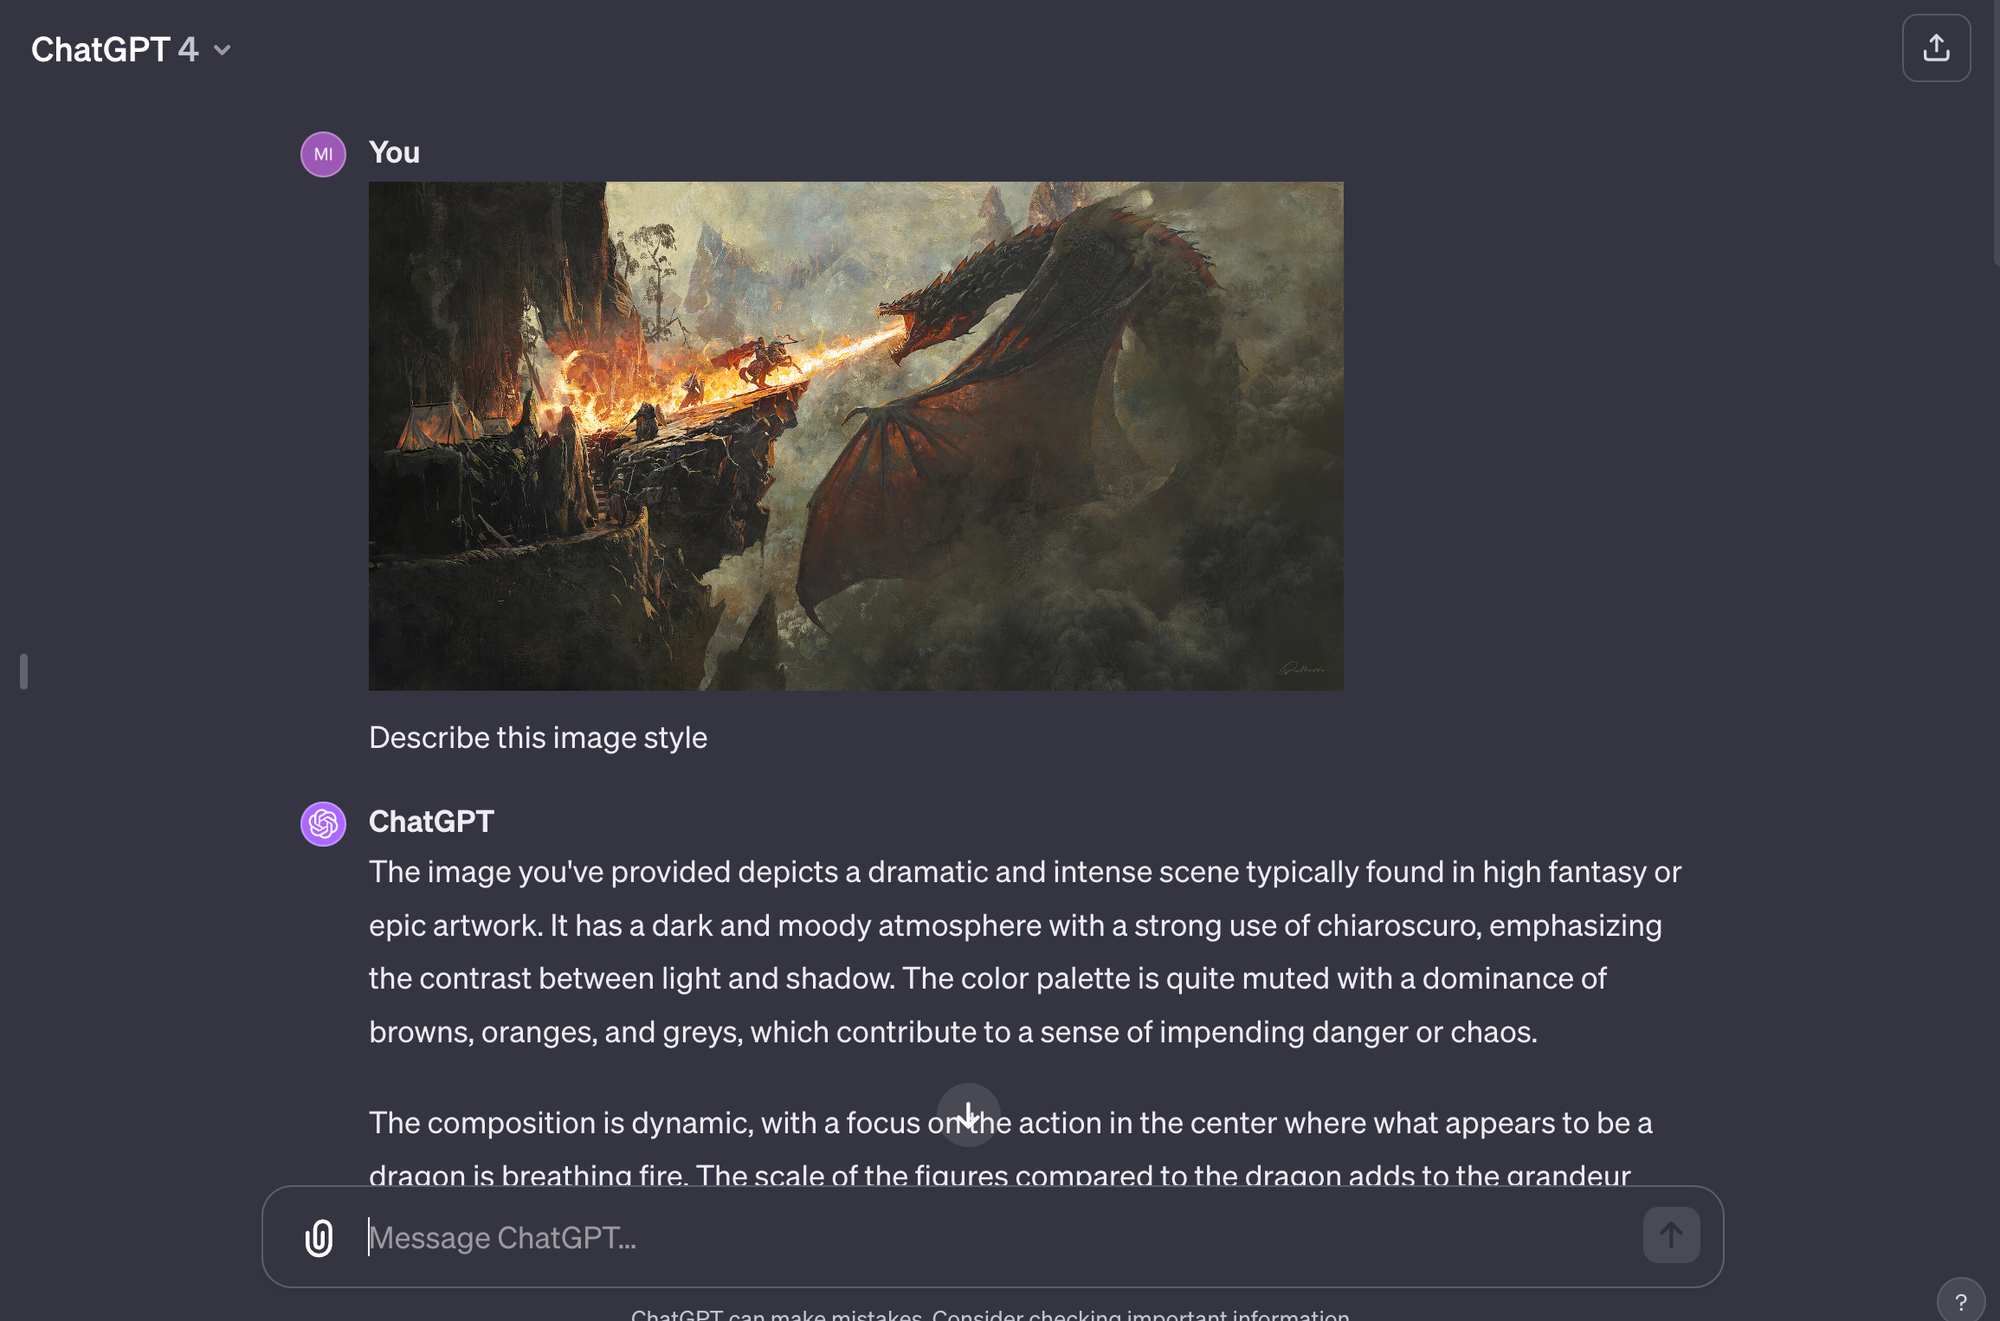 ChatGPT 4
MI
You
Describe this image style
ChatGPT
The image you've provided depicts a dramatic and intense scene typically found in high fantasy or
epic artwork. It has a dark and moody atmosphere with a strong use of chiaroscuro, emphasizing
the contrast between light and shadow. The color palette is quite muted with a dominance of
browns, oranges, and greys, which contribute to a sense of impending danger or chaos.
The composition is dynamic, with a focus on the action in the center where what appears to be a
dragon is breathing fire. The scale of the figures compared to the dragon adds to the grandeur
Message ChatGPT...
ChatGPT can make mistakes. Consider checking important information.
?